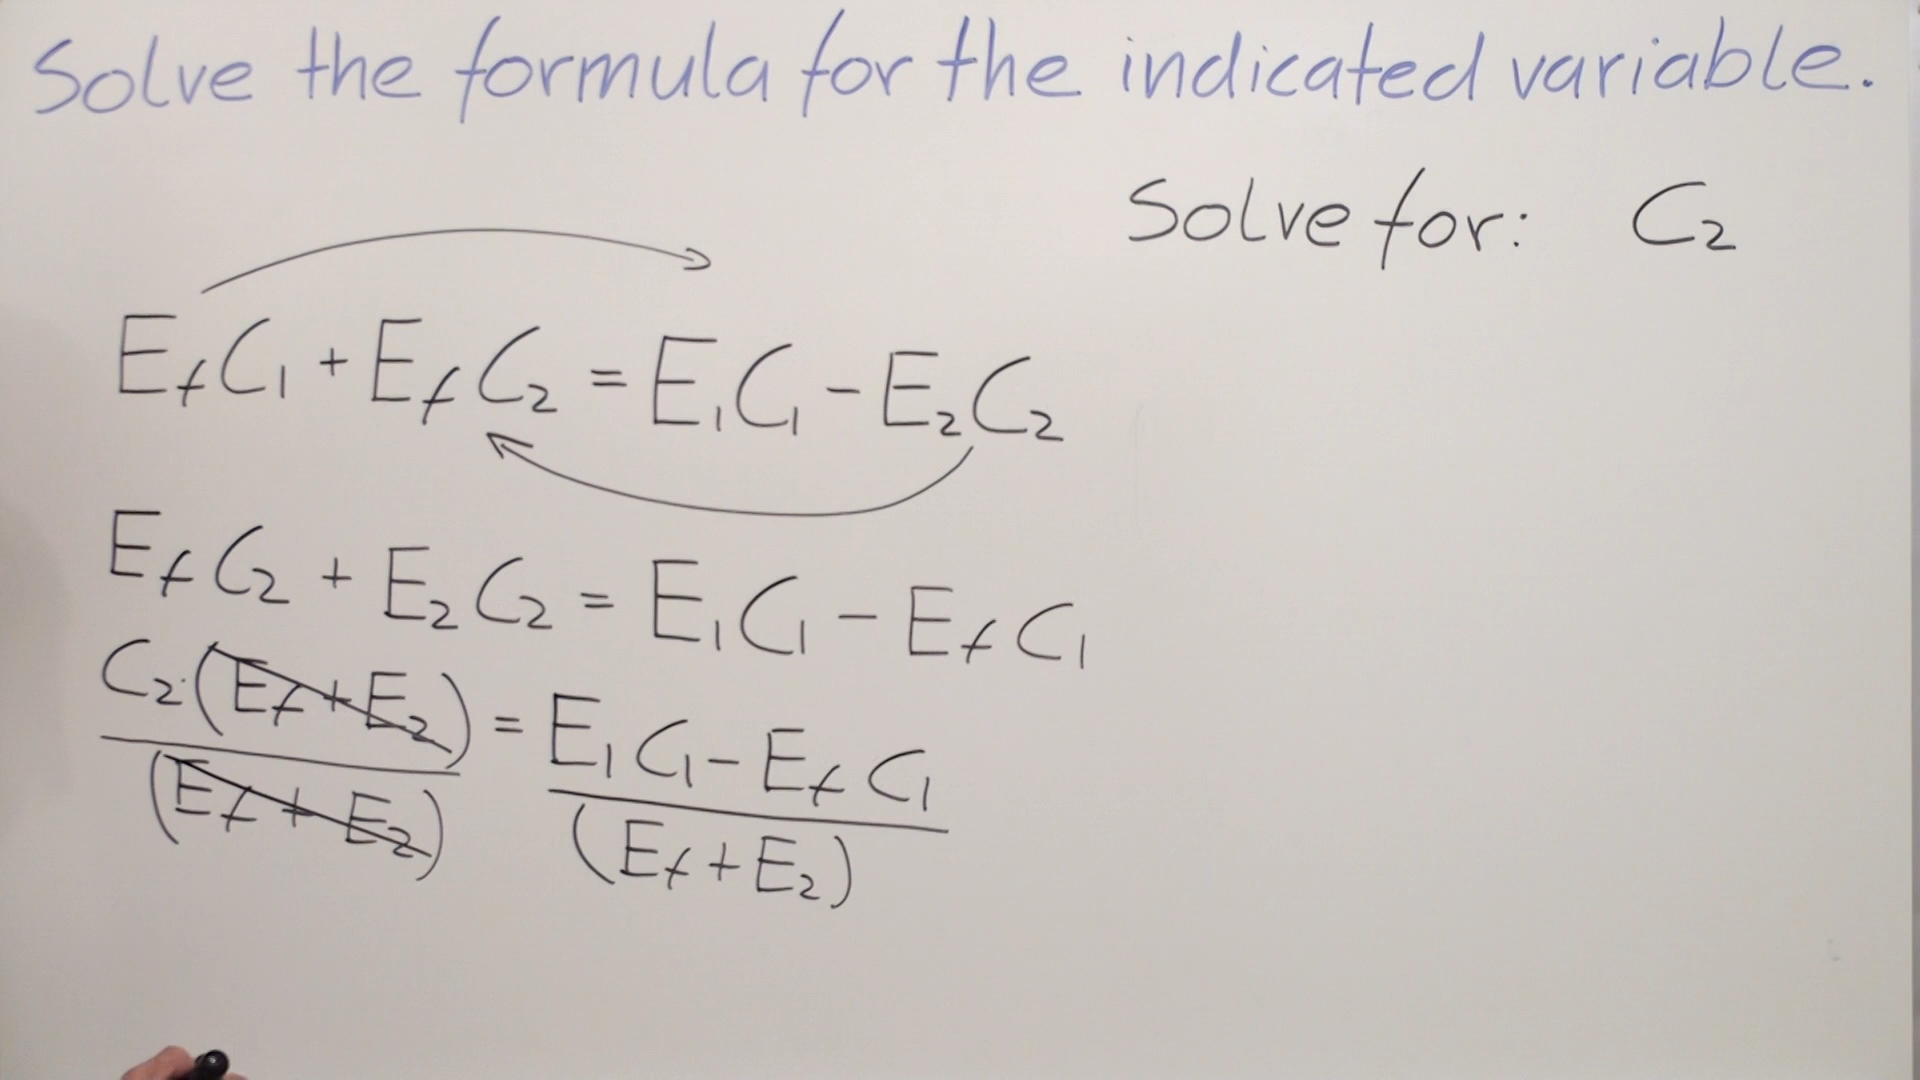 Solve the formula for the indicated variable.
Solve for: C₂
E_f C₁ + E_f C₂ = E₁C₁ - E₂C₂
E_f C₂ + E₂C₂ = E₁C₁ - E_f C₁
C₂·(E_f + E₂) = E₁C₁ - E_f C₁
(E_f + E₂) (E_f + E₂)